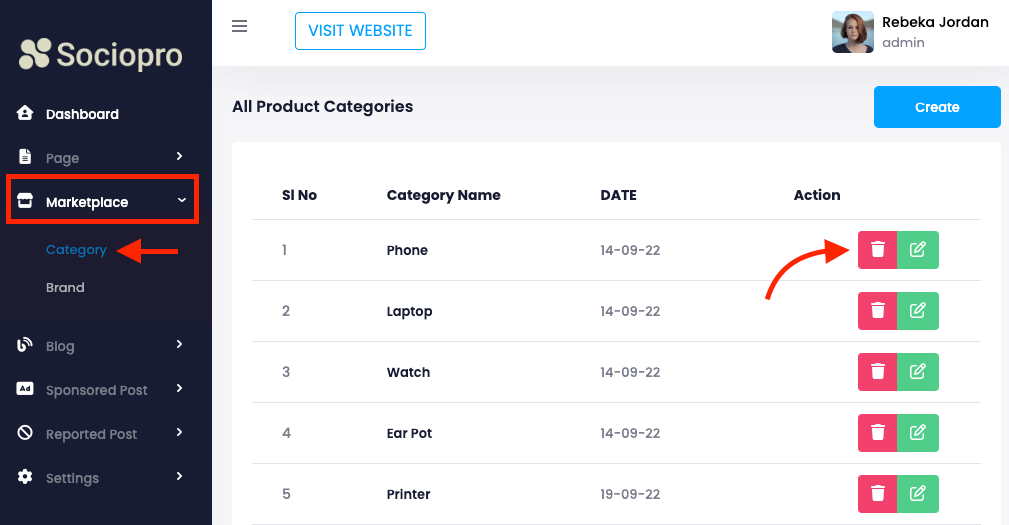 Sociopro
VISIT WEBSITE
Rebeka Jordan
admin
Dashboard
Page
Marketplace
Category
Brand
Blog
Ad Sponsored Post
Reported Post
Settings
All Product Categories
Create
Sl No Category Name DATE Action
1 Phone 14-09-22
2 Laptop 14-09-22
3 Watch 14-09-22
4 Ear Pot 14-09-22
5 Printer 19-09-22